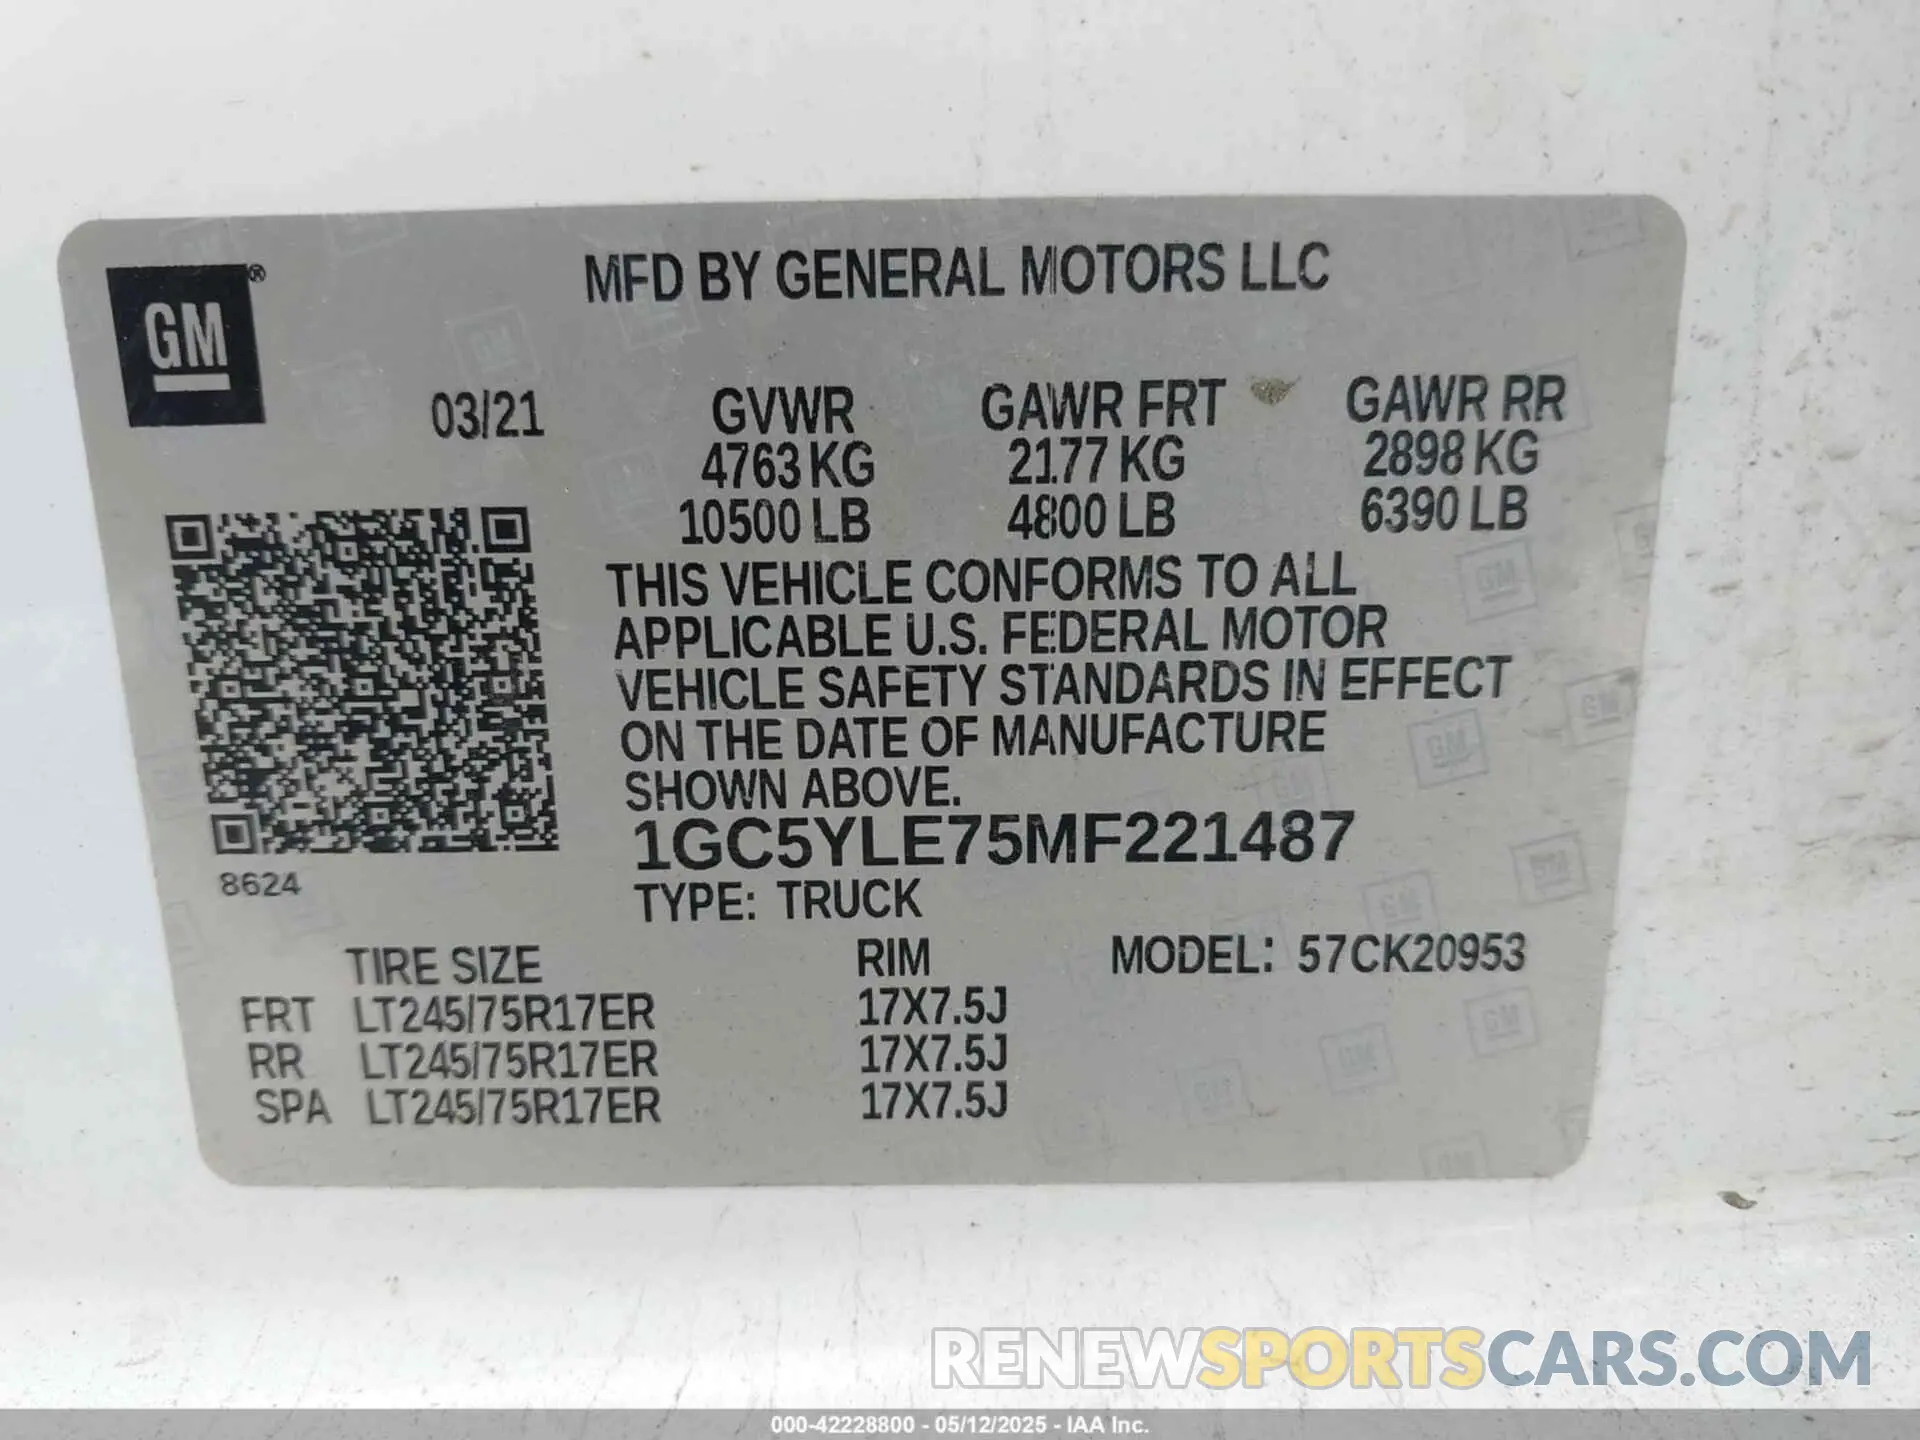 MFD BY GENERAL MOTORS LLC
GM®
03/21 GVWR GAWR FRT GAWR RR
4763 KG 2177 KG 2898 KG
10500 LB 4800 LB 6390 LB
THIS VEHICLE CONFORMS TO ALL
APPLICABLE U.S. FEDERAL MOTOR
VEHICLE SAFETY STANDARDS IN EFFECT
ON THE DATE OF MANUFACTURE
SHOWN ABOVE.
1GC5YLE75MF221487
8624
TYPE: TRUCK
TIRE SIZE RIM MODEL: 57CK20953
FRT LT245/75R17ER 17X7.5J
RR LT245/75R17ER 17X7.5J
SPA LT245/75R17ER 17X7.5J
RENEWSPORTSCARS.COM
000-42228800 - 05/12/2025 - IAA Inc.